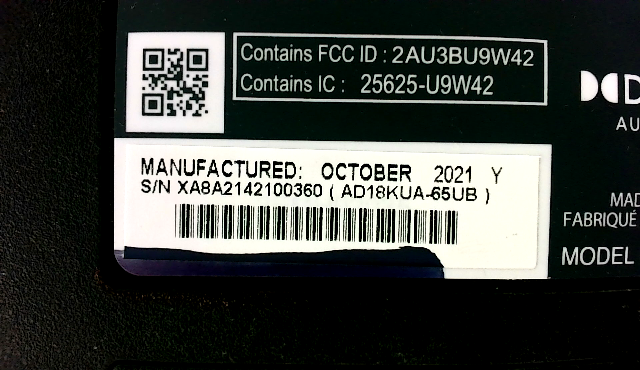 Contains FCC ID : 2AU3BU9W42
Contains IC : 25625-U9W42
AU
MANUFACTURED: OCTOBER 2021 Y
S/N XA8A2142100360 ( AD18KUA-65UB )
MAD
FABRIQUÉ
MODEL